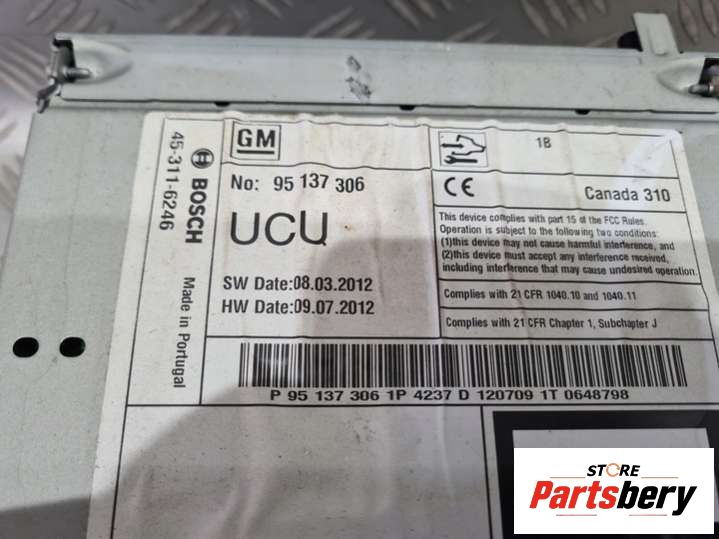 45-311-6246
BOSCH
Made in Portugal
GM
No: 95 137 306
UCU
SW Date:08.03.2012
HW Date:09.07.2012
1B
CE
Canada 310
This device complies with part 15 of the FCC Rules.
Operation is subject to the following two conditions:
(1)this device may not cause harmful interference, and
(2)this device must accept any interference received,
including interference that may cause undesired operation.
Complies with 21 CFR 1040.10 and 1040.11
Complies with 21 CFR Chapter 1, Subchapter J
P 95 137 306 1P 4237 D 120709 1T 0648798
STORE
Partsbery